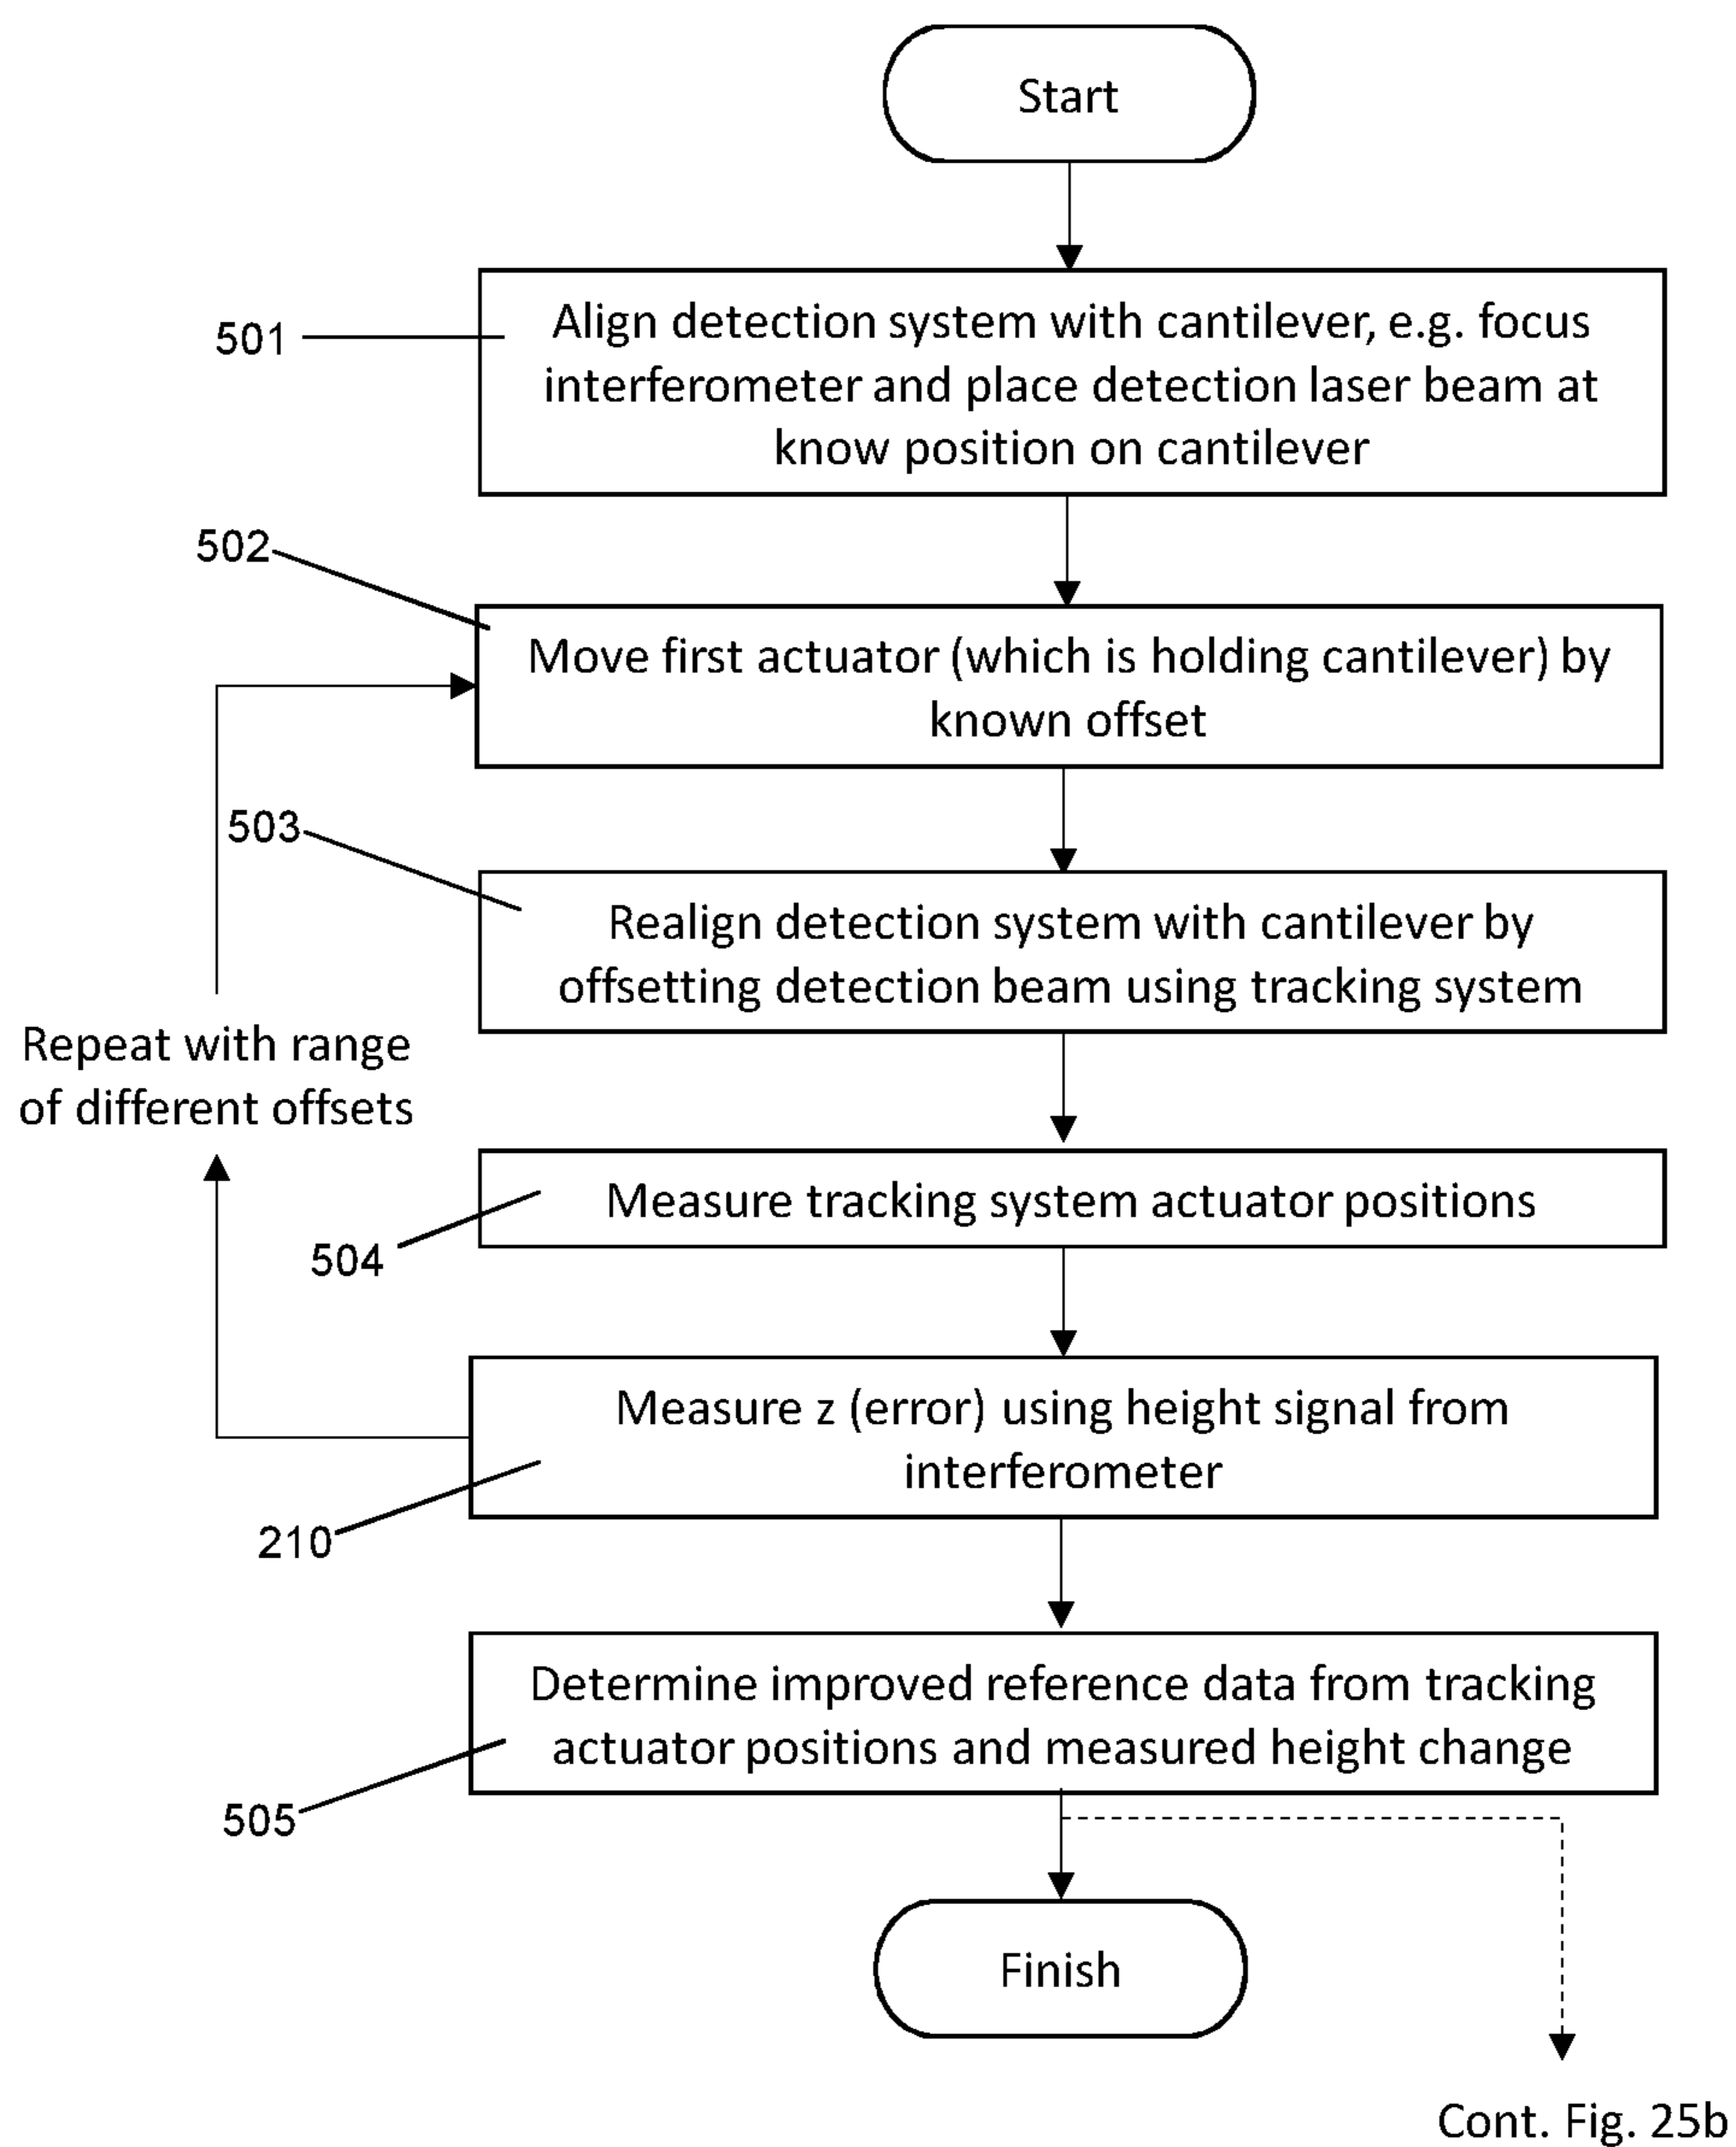 Start
501
Align detection system with cantilever, e.g. focus
interferometer and place detection laser beam at
know position on cantilever
502
Move first actuator (which is holding cantilever) by
known offset
503
Realign detection system with cantilever by
offsetting detection beam using tracking system
Repeat with range
of different offsets
504
Measure tracking system actuator positions
210
Measure z (error) using height signal from
interferometer
505
Determine improved reference data from tracking
actuator positions and measured height change
Finish
Cont. Fig. 25b